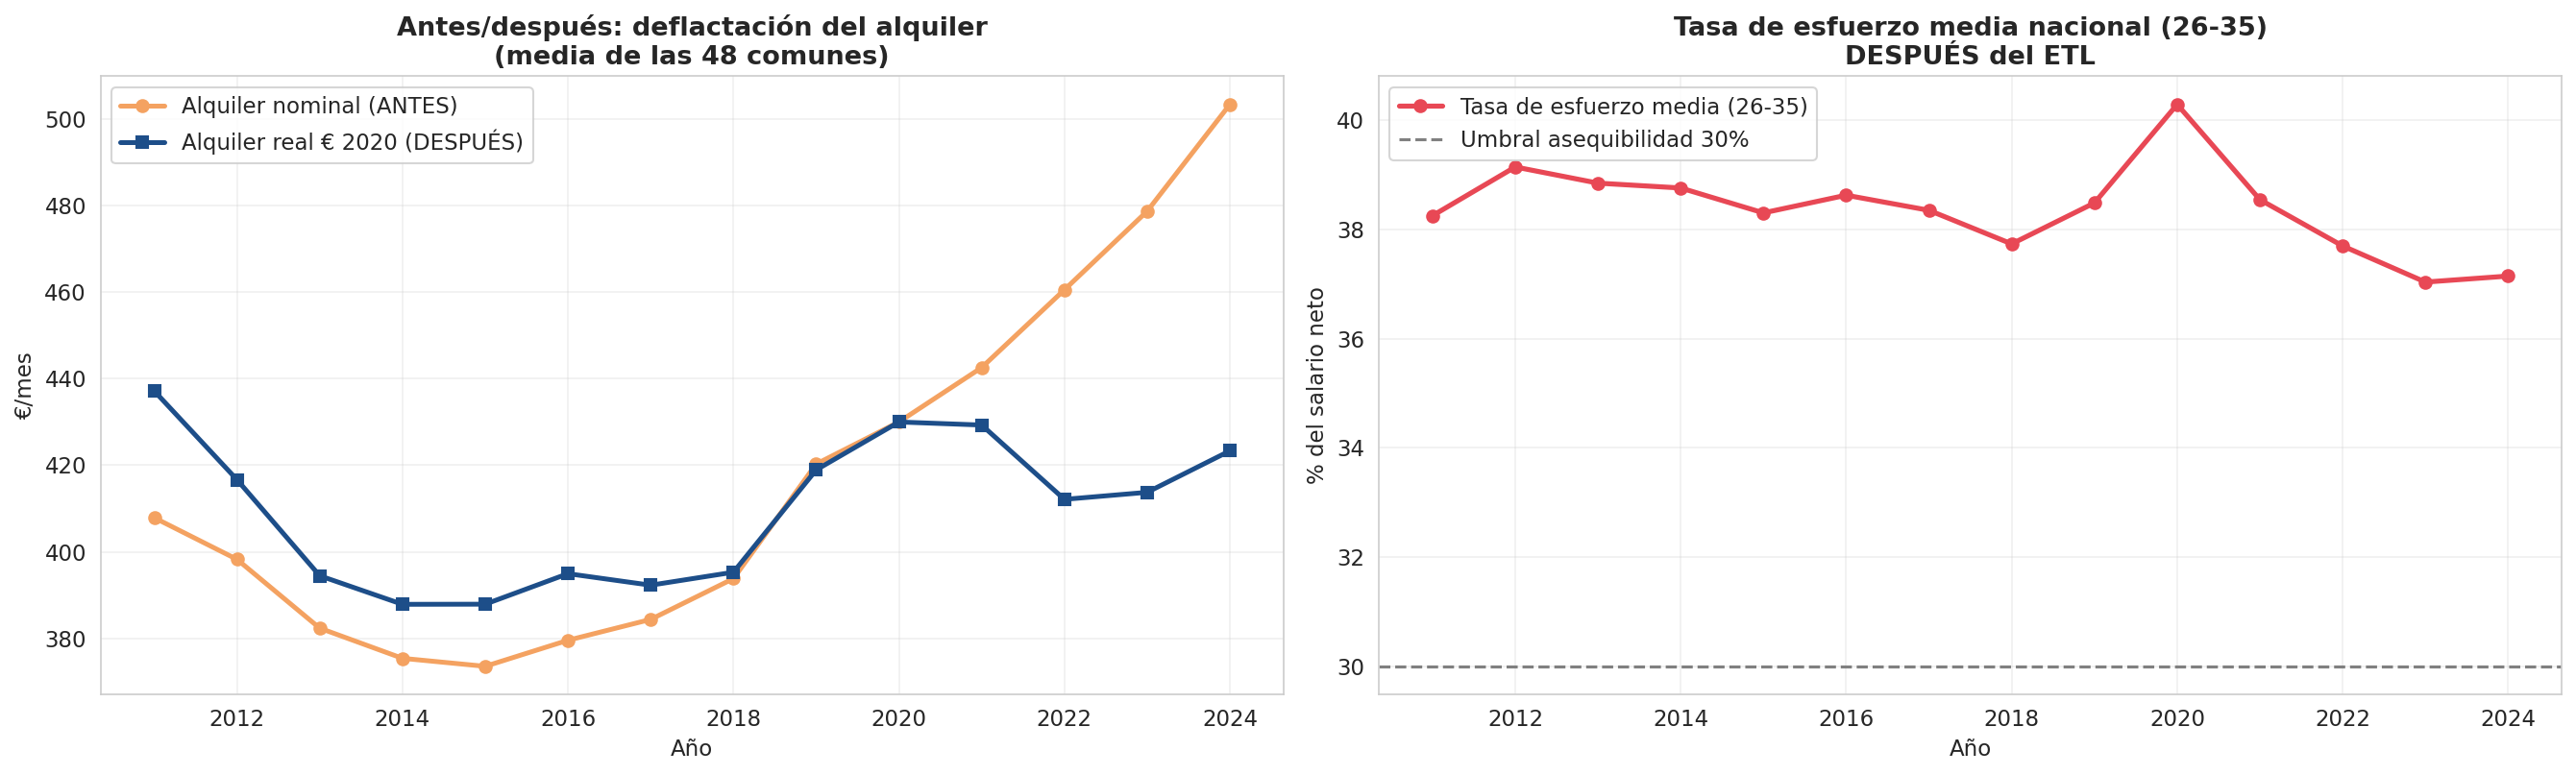 Antes/después: deflactación del alquiler
(media de las 48 comunes)
Alquiler nominal (ANTES)
Alquiler real € 2020 (DESPUÉS)
€/mes
500
480
460
440
420
400
380
2012
2014
2016
2018
2020
2022
2024
Año
Tasa de esfuerzo media nacional (26-35)
DESPUÉS del ETL
Tasa de esfuerzo media (26-35)
Umbral asequibilidad 30%
% del salario neto
40
38
36
34
32
30
2012
2014
2016
2018
2020
2022
2024
Año